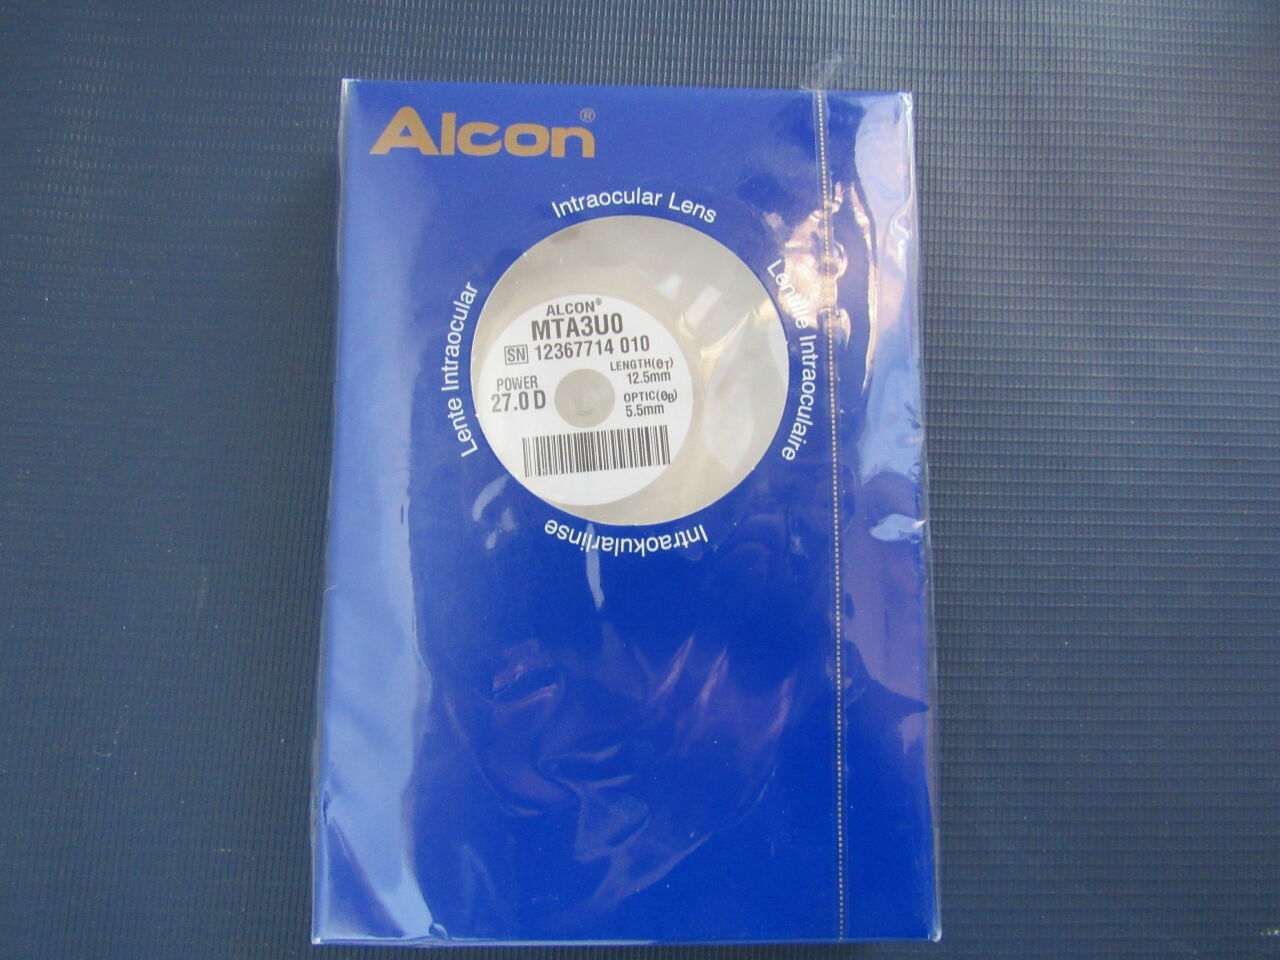 Alcon®
Intraocular Lens
Lente Intraocular
Lentille Intraoculaire
ALCON®
MTA3U0
SN 12367714 010
LENGTH(ØT)
12.5mm
POWER
27.0 D
OPTIC(ØB)
5.5mm
Intraokularlinse